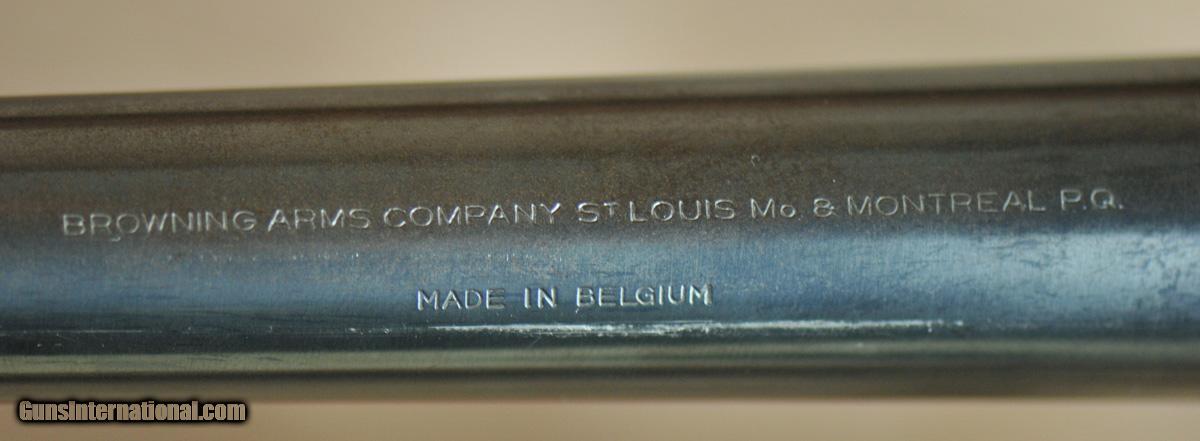 BROWNING ARMS COMPANY ST LOUIS Mo. & MONTREAL P.Q.
MADE IN BELGIUM
GunsInternational.com